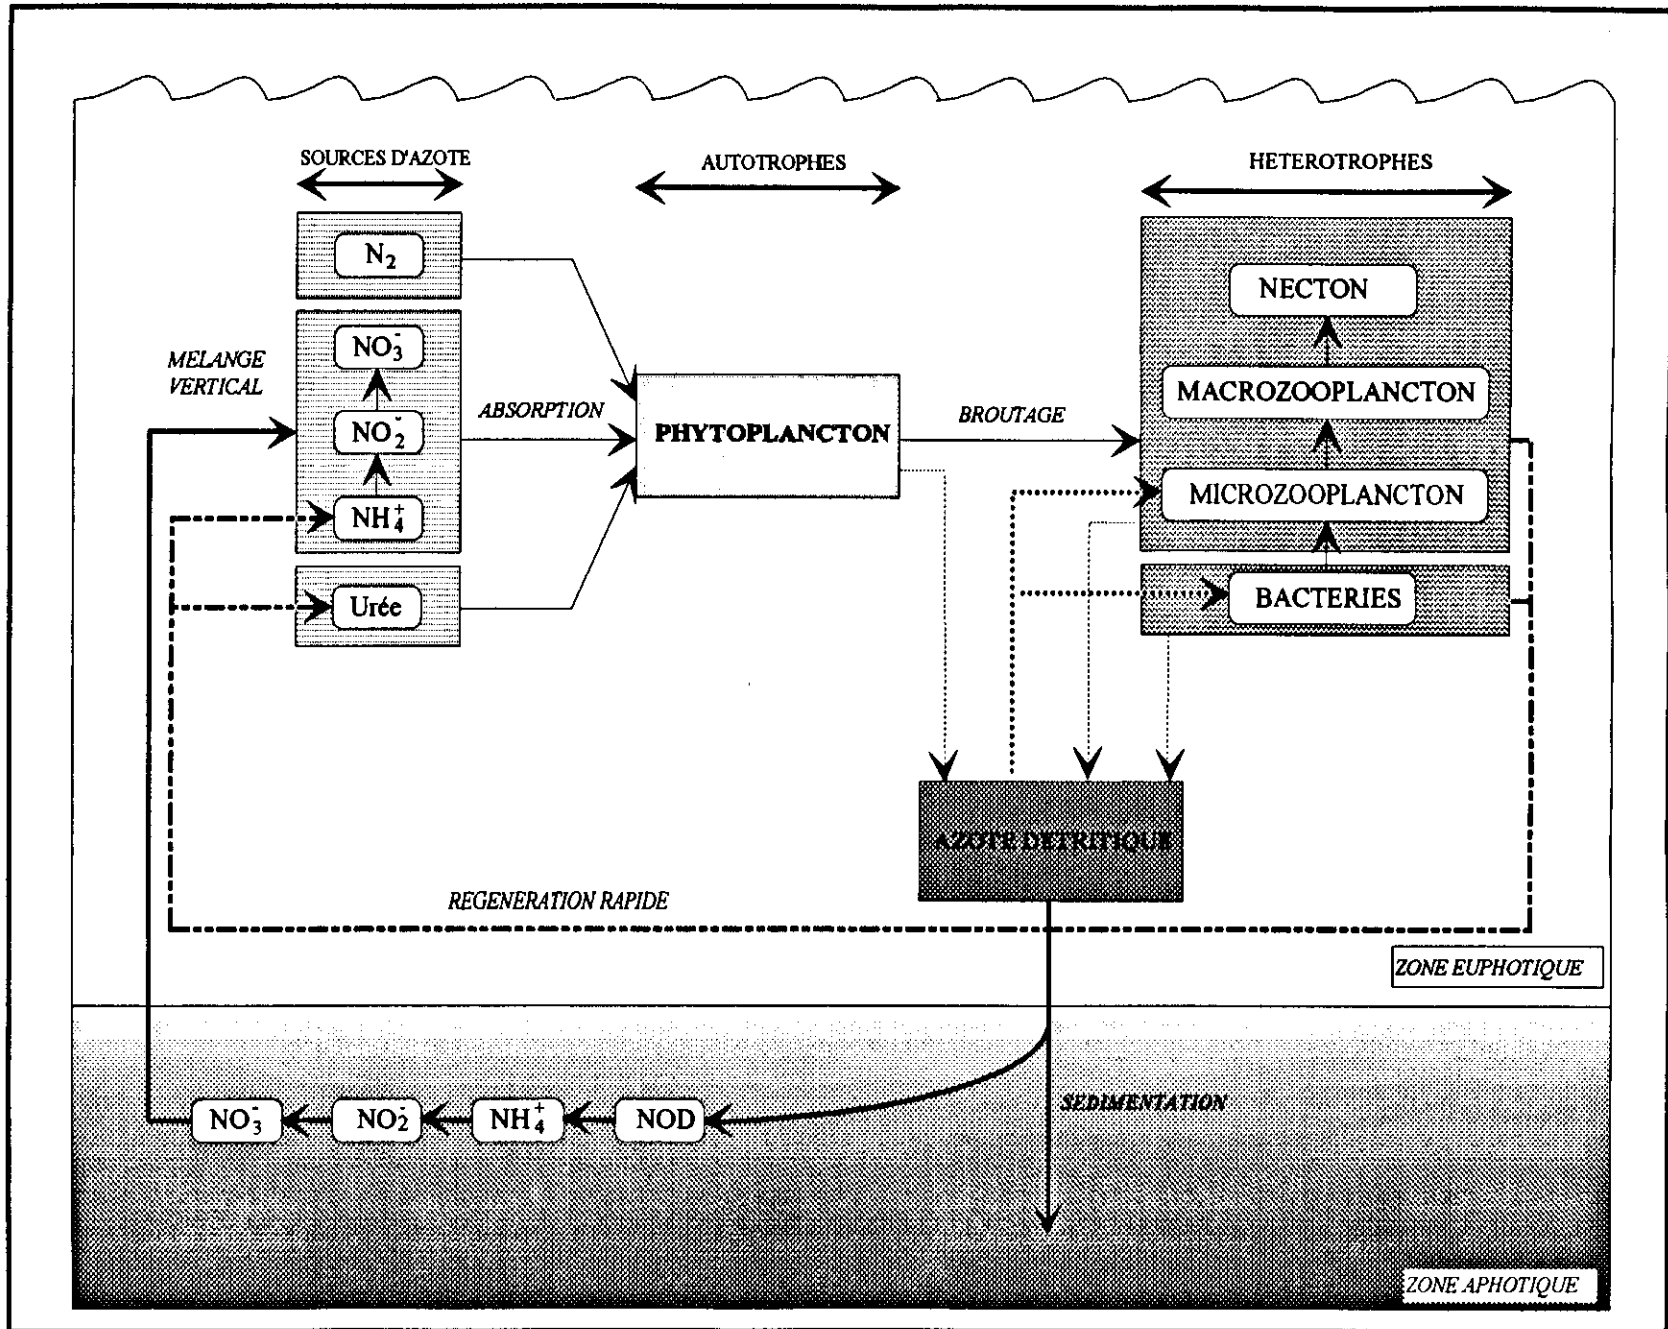 SOURCES D'AZOTE
AUTOTROPHES
HETEROTROPHES
N2
NO3-
NO2-
NH4+
Urée
MELANGE
VERTICAL
ABSORPTION
PHYTOPLANCTON
BROUTAGE
NECTON
MACROZOOPLANCTON
MICROZOOPLANCTON
BACTERIES
AZOTE DETRITIQUE
REGENERATION RAPIDE
ZONE EUPHOTIQUE
NO3-
NO2-
NH4+
NOD
SEDIMENTATION
ZONE APHOTIQUE